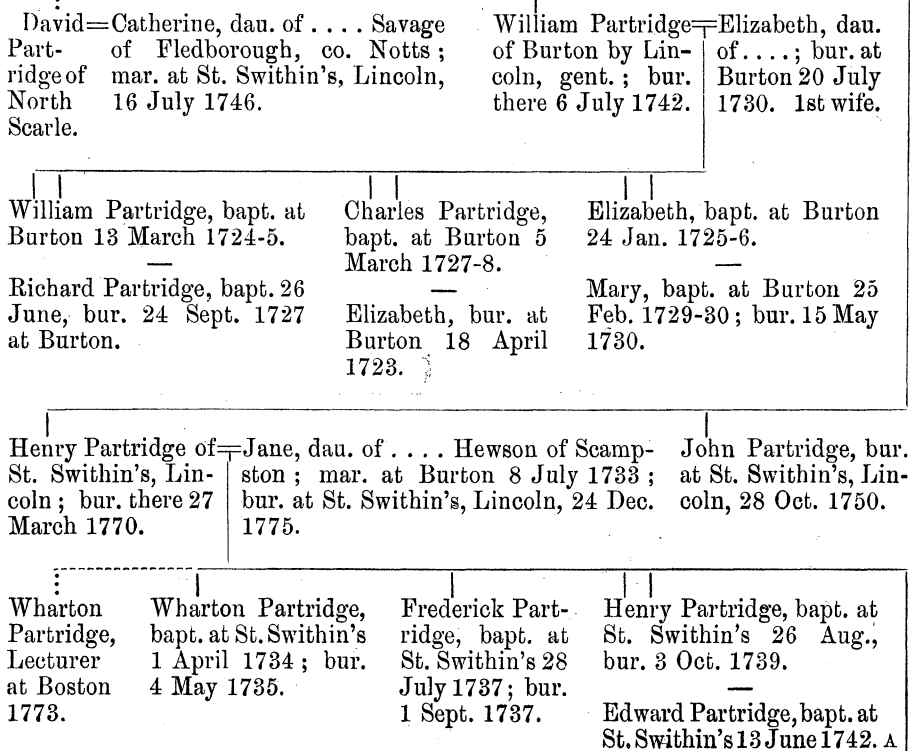 David=Catherine, dau. of .... Savage
Part-
of Fledborough, co. Notts ;
ridge of
mar. at St. Swithin's, Lincoln,
North
16 July 1746.
Scarle.
William Partridge=Elizabeth, dau.
of Burton by Lin-
of....; bur. at
coln, gent. ; bur.
Burton 20 July
there 6 July 1742.
1730. 1st wife.
William Partridge, bapt. at
Burton 13 March 1724-5.
—
Richard Partridge, bapt. 26
June, bur. 24 Sept. 1727
at Burton.
Charles Partridge,
bapt. at Burton 5
March 1727-8.
—
Elizabeth, bur. at
Burton 18 April
1723.
Elizabeth, bapt. at Burton
24 Jan. 1725-6.
—
Mary, bapt. at Burton 25
Feb. 1729-30 ; bur. 15 May
1730.
Henry Partridge of=Jane, dau. of .... Hewson of Scamp-
St. Swithin's, Lin-
ston ; mar. at Burton 8 July 1733 ;
coln ; bur. there 27
bur. at St. Swithin's, Lincoln, 24 Dec.
March 1770.
1775.
John Partridge, bur.
at St. Swithin's, Lin-
coln, 28 Oct. 1750.
Wharton
Partridge,
Lecturer
at Boston
1773.
Wharton Partridge,
bapt. at St. Swithin's
1 April 1734 ; bur.
4 May 1735.
Frederick Part-
ridge, bapt. at
St. Swithin's 28
July 1737 ; bur.
1 Sept. 1737.
Henry Partridge, bapt. at
St. Swithin's 26 Aug.,
bur. 3 Oct. 1739.
—
Edward Partridge, bapt. at
St. Swithin's 13 June 1742. A